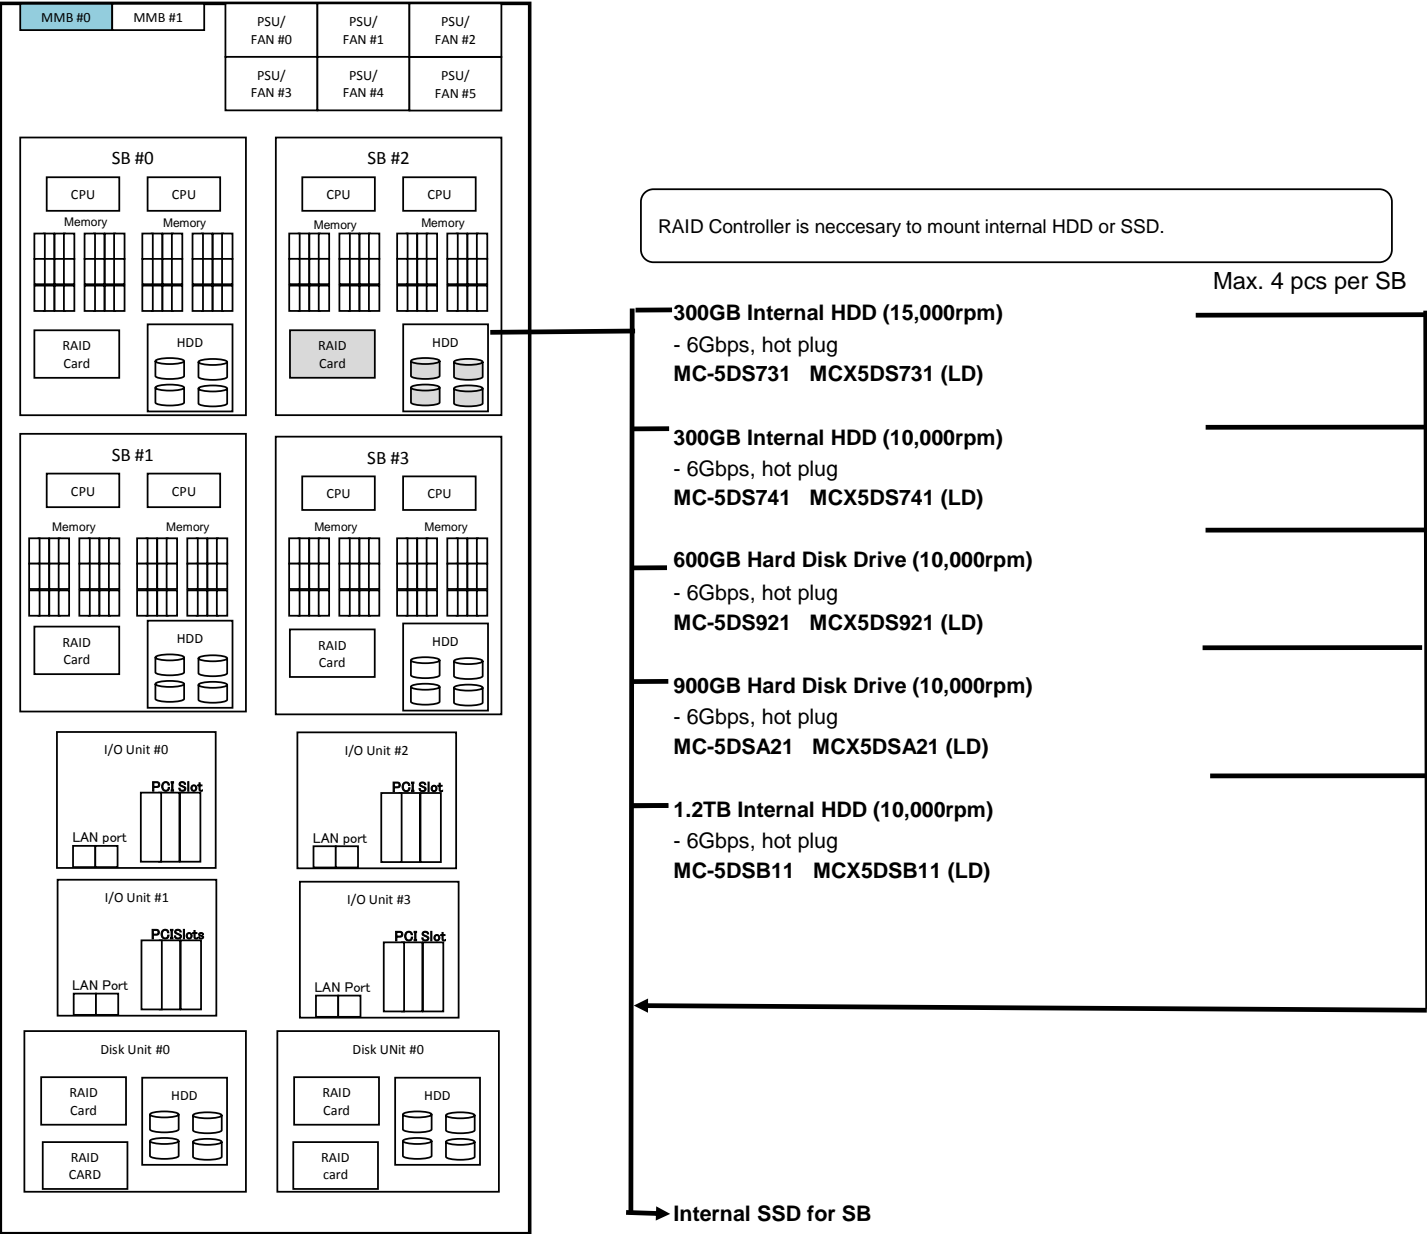 MMB #0 MMB #1
PSU/ PSU/ PSU/
FAN #0 FAN #1 FAN #2
PSU/ PSU/ PSU/
FAN #3 FAN #4 FAN #5
SB #0
CPU CPU
Memory Memory
RAID
Card
HDD
SB #2
CPU CPU
Memory Memory
RAID
Card
HDD
SB #1
CPU CPU
Memory Memory
RAID
Card
HDD
SB #3
CPU CPU
Memory Memory
RAID
Card
HDD
I/O Unit #0
PCI Slot
LAN port
I/O Unit #2
PCI Slot
LAN port
I/O Unit #1
PCISlots
LAN Port
I/O Unit #3
PCI Slot
LAN Port
Disk Unit #0
RAID
Card
HDD
RAID
CARD
Disk UNit #0
RAID
Card
HDD
RAID
card
RAID Controller is neccesary to mount internal HDD or SSD.
Max. 4 pcs per SB
300GB Internal HDD (15,000rpm)
- 6Gbps, hot plug
MC-5DS731 MCX5DS731 (LD)
300GB Internal HDD (10,000rpm)
- 6Gbps, hot plug
MC-5DS741 MCX5DS741 (LD)
600GB Hard Disk Drive (10,000rpm)
- 6Gbps, hot plug
MC-5DS921 MCX5DS921 (LD)
900GB Hard Disk Drive (10,000rpm)
- 6Gbps, hot plug
MC-5DSA21 MCX5DSA21 (LD)
1.2TB Internal HDD (10,000rpm)
- 6Gbps, hot plug
MC-5DSB11 MCX5DSB11 (LD)
Internal SSD for SB